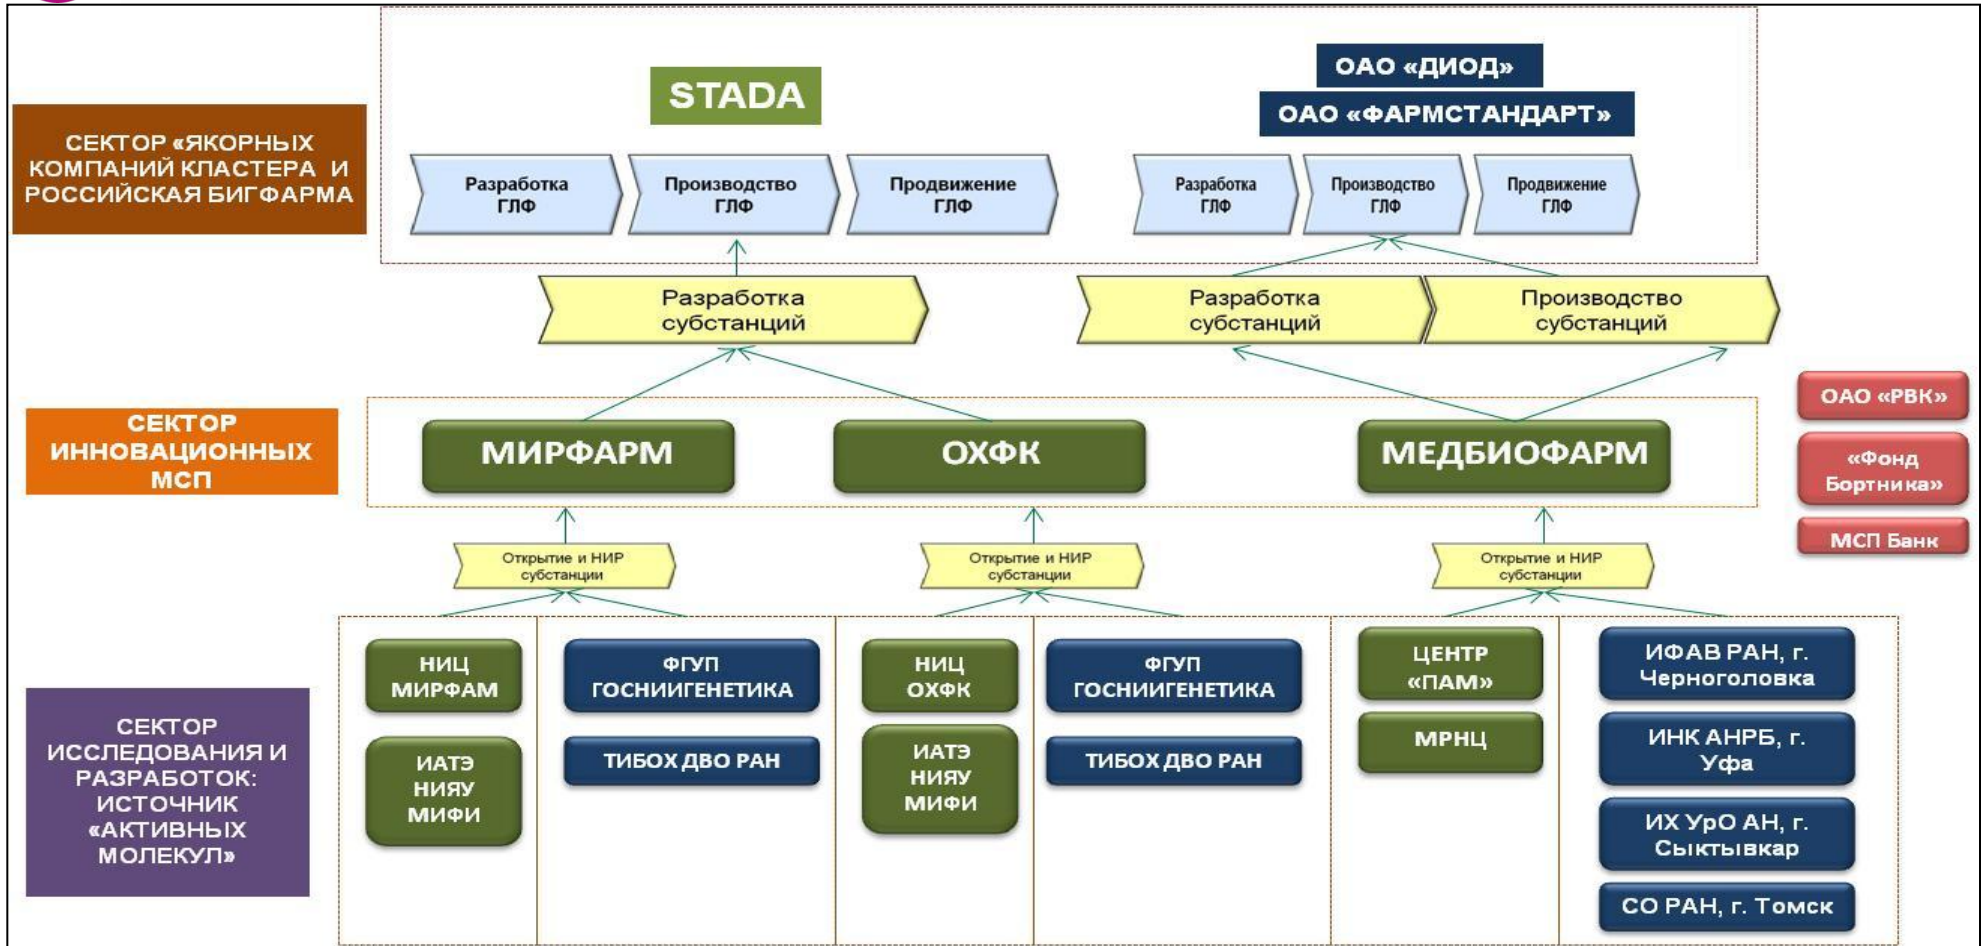 СЕКТОР «ЯКОРНЫХ
КОМПАНИЙ КЛАСТЕРА И
РОССИЙСКАЯ БИГФАРМА
STADA
ОАО «ДИОД»
ОАО «ФАРМСТАНДАРТ»
Разработка
ГЛФ
Производство
ГЛФ
Продвижение
ГЛФ
Разработка
ГЛФ
Производство
ГЛФ
Продвижение
ГЛФ
Разработка
субстанций
Разработка
субстанций
Производство
субстанций
СЕКТОР
ИННОВАЦИОННЫХ
МСП
МИРФАРМ
ОХФК
МЕДБИОФАРМ
ОАО «РВК»
«Фонд
Бортника»
МСП Банк
Открытие и НИР
субстанции
Открытие и НИР
субстанции
Открытие и НИР
субстанции
СЕКТОР
ИССЛЕДОВАНИЯ И
РАЗРАБОТОК:
ИСТОЧНИК
«АКТИВНЫХ
МОЛЕКУЛ»
НИЦ
МИРФАМ
ИАТЭ
НИЯУ
МИФИ
ФГУП
ГОСНИИГЕНЕТИКА
ТИБОХ ДВО РАН
НИЦ
ОХФК
ИАТЭ
НИЯУ
МИФИ
ФГУП
ГОСНИИГЕНЕТИКА
ТИБОХ ДВО РАН
ЦЕНТР
«ПАМ»
МРНЦ
ИФАВ РАН, г.
Черноголовка
ИНК АНРБ, г.
Уфа
ИХ УрО АН, г.
Сыктывкар
СО РАН, г. Томск